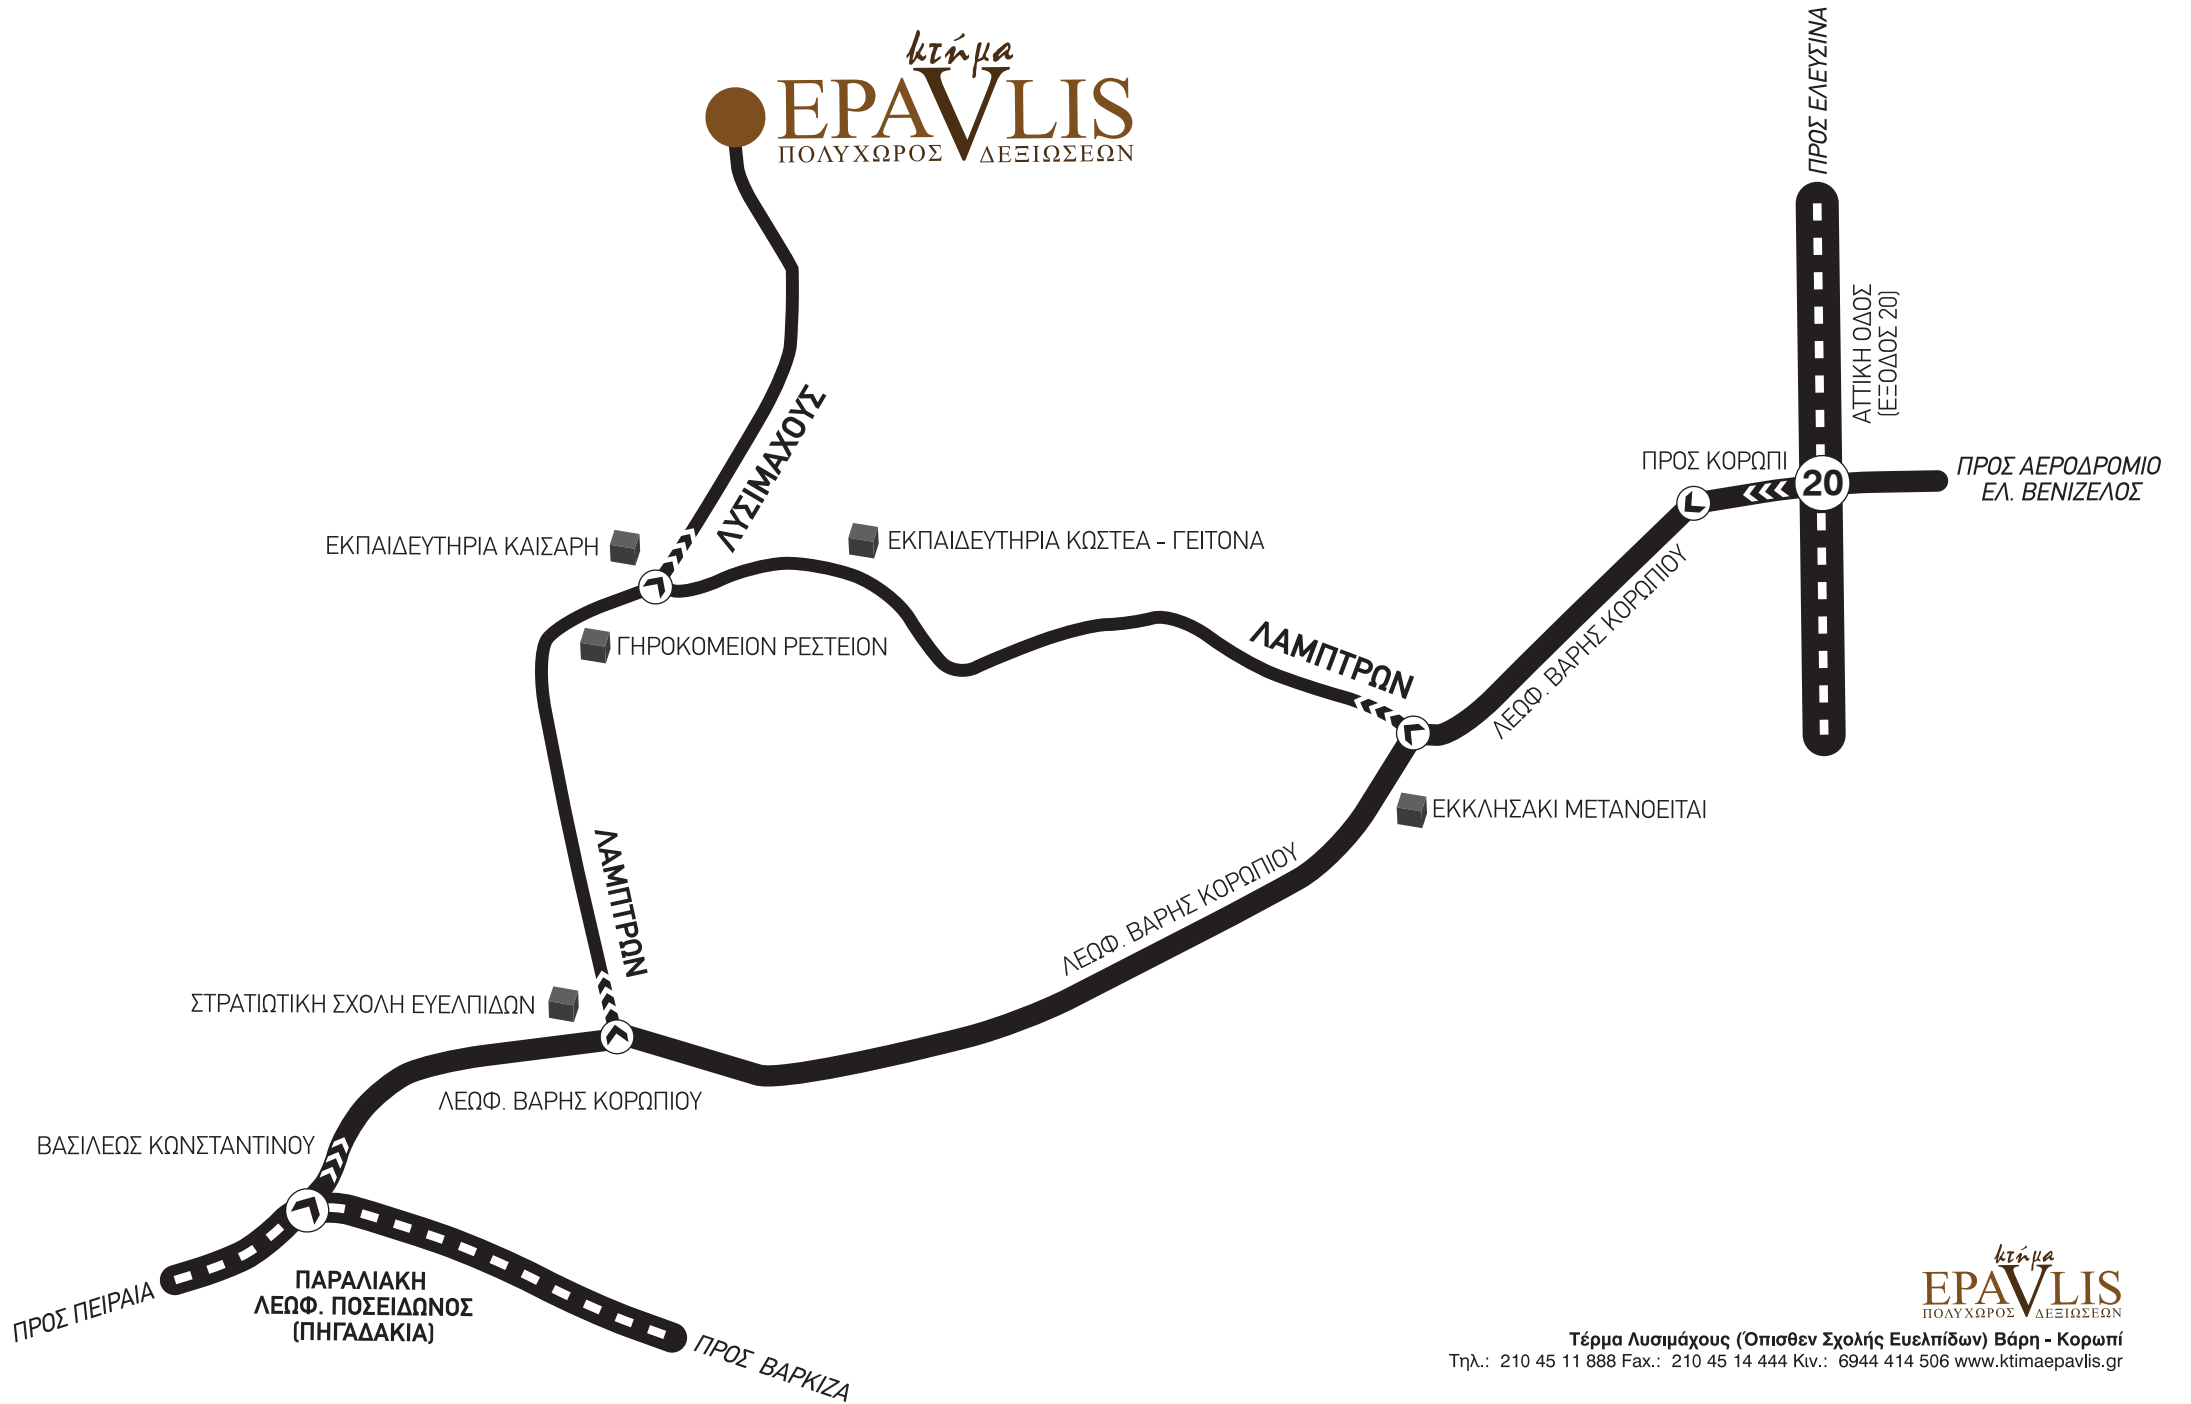 κτήμα
EPAVLIS
ΠΟΛΥΧΩΡΟΣ ΔΕΞΙΩΣΕΩΝ
ΠΡΟΣ ΕΛΕΥΣΙΝΑ
ΑΤΤΙΚΗ ΟΔΟΣ
(ΕΞΟΔΟΣ 20)
ΠΡΟΣ ΚΟΡΩΠΙ
20
ΠΡΟΣ ΑΕΡΟΔΡΟΜΙΟ
ΕΛ. ΒΕΝΙΖΕΛΟΣ
ΛΥΣΙΜΑΧΟΥΣ
ΕΚΠΑΙΔΕΥΤΗΡΙΑ ΚΑΙΣΑΡΗ
ΕΚΠΑΙΔΕΥΤΗΡΙΑ ΚΩΣΤΕΑ - ΓΕΙΤΟΝΑ
ΛΕΩΦ. ΒΑΡΗΣ ΚΟΡΩΠΙΟΥ
ΓΗΡΟΚΟΜΕΙΟΝ ΡΕΣΤΕΙΟΝ
ΛΑΜΠΤΡΩΝ
ΕΚΚΛΗΣΑΚΙ ΜΕΤΑΝΟΕΙΤΑΙ
ΛΑΜΠΤΡΩΝ
ΛΕΩΦ. ΒΑΡΗΣ ΚΟΡΩΠΙΟΥ
ΣΤΡΑΤΙΩΤΙΚΗ ΣΧΟΛΗ ΕΥΕΛΠΙΔΩΝ
ΛΕΩΦ. ΒΑΡΗΣ ΚΟΡΩΠΙΟΥ
ΒΑΣΙΛΕΩΣ ΚΩΝΣΤΑΝΤΙΝΟΥ
ΠΡΟΣ ΠΕΙΡΑΙΑ
ΠΑΡΑΛΙΑΚΗ
ΛΕΩΦ. ΠΟΣΕΙΔΩΝΟΣ
(ΠΗΓΑΔΑΚΙΑ)
ΠΡΟΣ ΒΑΡΚΙΖΑ
κτήμα
EPAVLIS
ΠΟΛΥΧΩΡΟΣ ΔΕΞΙΩΣΕΩΝ
Τέρμα Λυσιμάχους (Όπισθεν Σχολής Ευελπίδων) Βάρη - Κορωπί
Τηλ.: 210 45 11 888 Fax.: 210 45 14 444 Κιν.: 6944 414 506 www.ktimaepavlis.gr